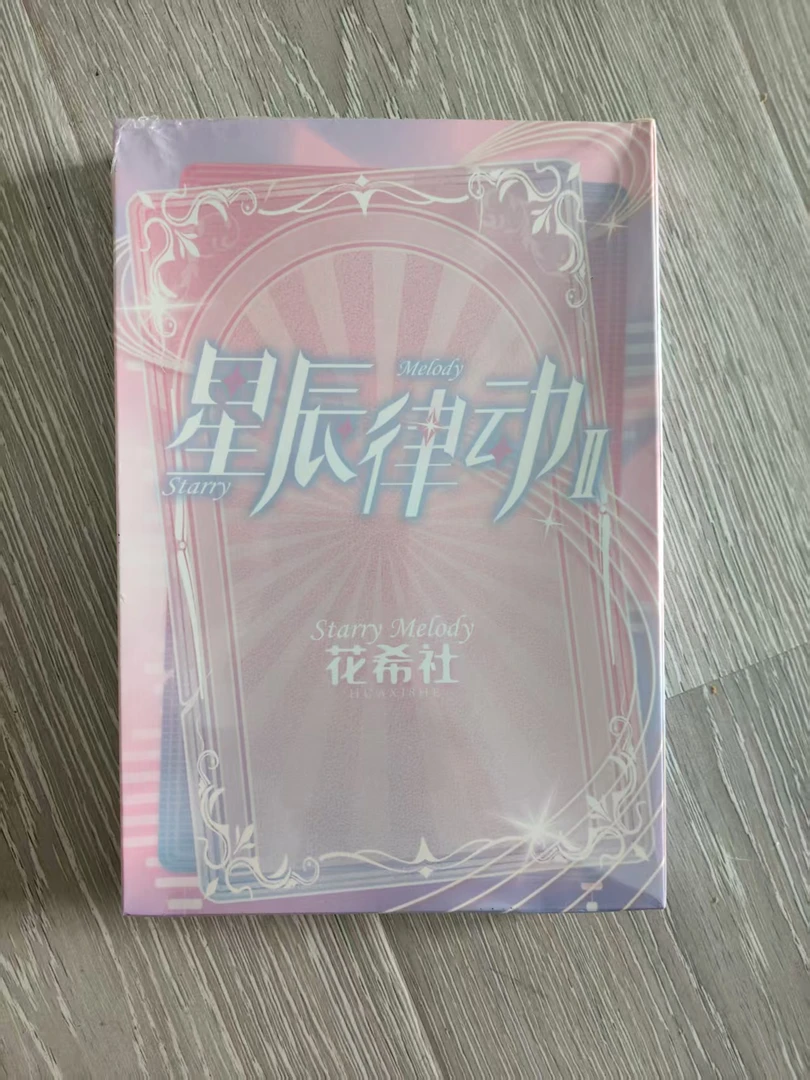 Melody
星辰律动II
Starry
Starry Melody
花希社
HUAXISHE